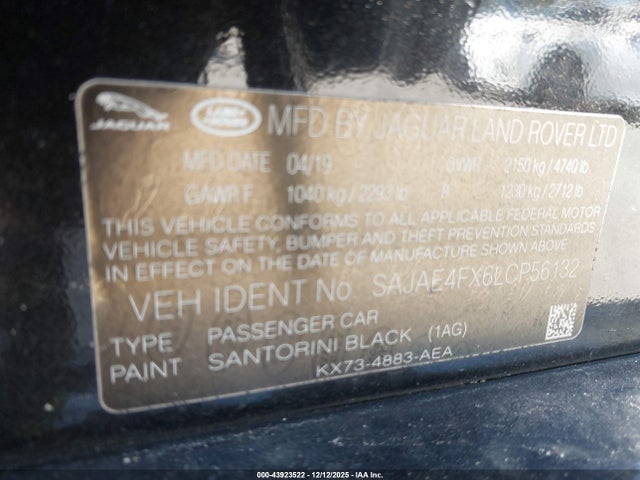 JAGUAR LAND ROVER MFD BY JAGUAR LAND ROVER LTD
MFD DATE 04/19 GVWR 2150 kg / 4740 lb
GAWR F 1040 kg / 2293 lb R 1230 kg / 2712 lb
THIS VEHICLE CONFORMS TO ALL APPLICABLE FEDERAL MOTOR
VEHICLE SAFETY, BUMPER AND THEFT PREVENTION STANDARDS
IN EFFECT ON THE DATE OF MANUFACTURE SHOWN ABOVE
VEH IDENT No SAJAE4FX6LCP56132
TYPE PASSENGER CAR
PAINT SANTORINI BLACK (1AG)
KX73-4883-AEA
000-43923522 - 12/12/2025 - IAA Inc.